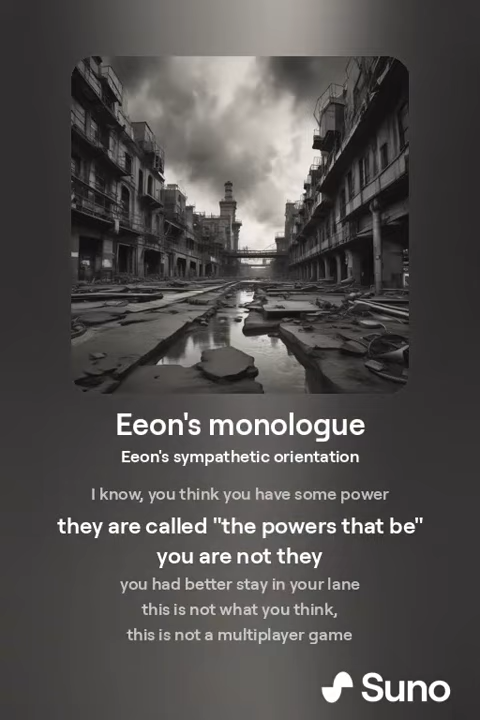 Eeon's monologue
Eeon's sympathetic orientation
I know, you think you have some power
they are called "the powers that be"
you are not they
you had better stay in your lane
this is not what you think,
this is not a multiplayer game
Suno